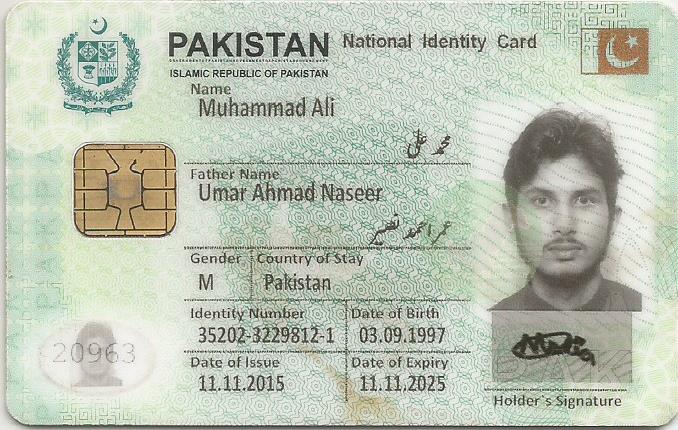 PAKISTAN National Identity Card
ISLAMIC REPUBLIC OF PAKISTAN
Name
Muhammad Ali
محمد علی
Father Name
Umar Ahmad Naseer
عمر احمد نصیر
Gender Country of Stay
M Pakistan
Identity Number Date of Birth
35202-3229812-1 03.09.1997
Date of Issue Date of Expiry
11.11.2015 11.11.2025
20963
Holder`s Signature